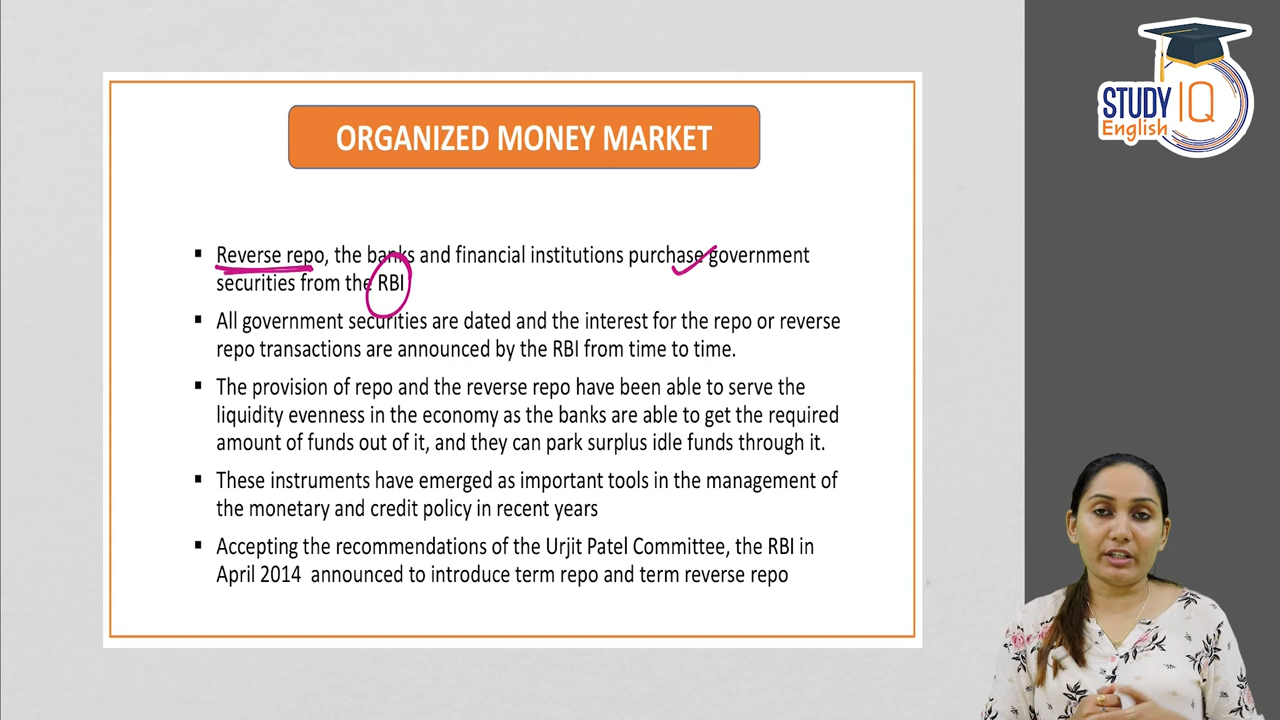 STUDY IQ
English
ORGANIZED MONEY MARKET
▪ Reverse repo, the banks and financial institutions purchase government
securities from the RBI
▪ All government securities are dated and the interest for the repo or reverse
repo transactions are announced by the RBI from time to time.
▪ The provision of repo and the reverse repo have been able to serve the
liquidity evenness in the economy as the banks are able to get the required
amount of funds out of it, and they can park surplus idle funds through it.
▪ These instruments have emerged as important tools in the management of
the monetary and credit policy in recent years
▪ Accepting the recommendations of the Urjit Patel Committee, the RBI in
April 2014 announced to introduce term repo and term reverse repo